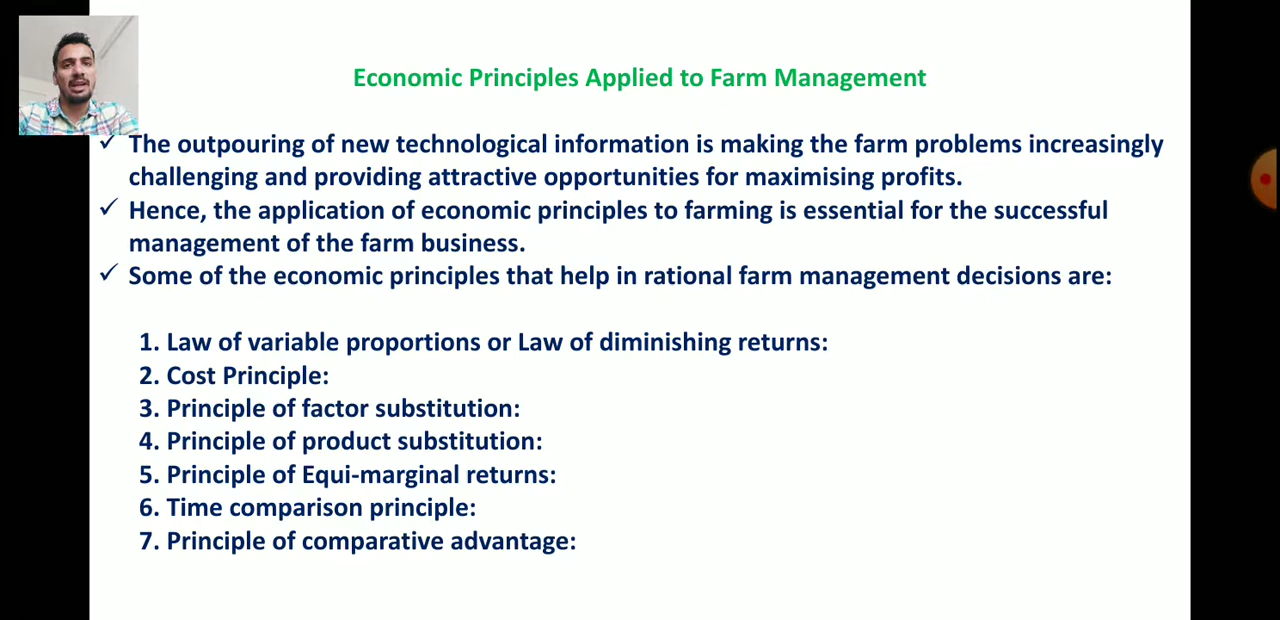 Economic Principles Applied to Farm Management
✓ The outpouring of new technological information is making the farm problems increasingly
challenging and providing attractive opportunities for maximising profits.
✓ Hence, the application of economic principles to farming is essential for the successful
management of the farm business.
✓ Some of the economic principles that help in rational farm management decisions are:
1. Law of variable proportions or Law of diminishing returns:
2. Cost Principle:
3. Principle of factor substitution:
4. Principle of product substitution:
5. Principle of Equi-marginal returns:
6. Time comparison principle:
7. Principle of comparative advantage: